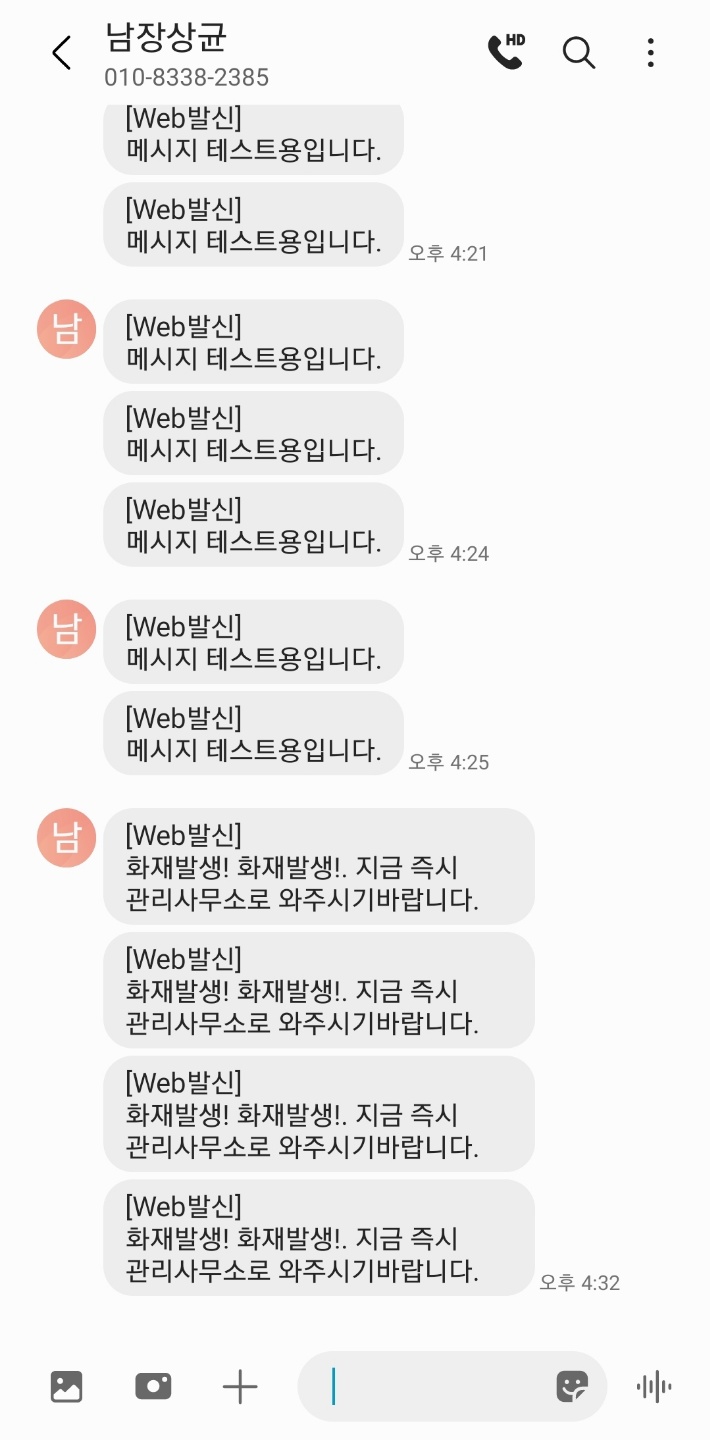 남장상균
010-8338-2385
HD
[Web발신]
메시지 테스트용입니다.
[Web발신]
메시지 테스트용입니다.
오후 4:21
남
[Web발신]
메시지 테스트용입니다.
[Web발신]
메시지 테스트용입니다.
[Web발신]
메시지 테스트용입니다.
오후 4:24
남
[Web발신]
메시지 테스트용입니다.
[Web발신]
메시지 테스트용입니다.
오후 4:25
남
[Web발신]
화재발생! 화재발생!. 지금 즉시
관리사무소로 와주시기바랍니다.
[Web발신]
화재발생! 화재발생!. 지금 즉시
관리사무소로 와주시기바랍니다.
[Web발신]
화재발생! 화재발생!. 지금 즉시
관리사무소로 와주시기바랍니다.
[Web발신]
화재발생! 화재발생!. 지금 즉시
관리사무소로 와주시기바랍니다.
오후 4:32